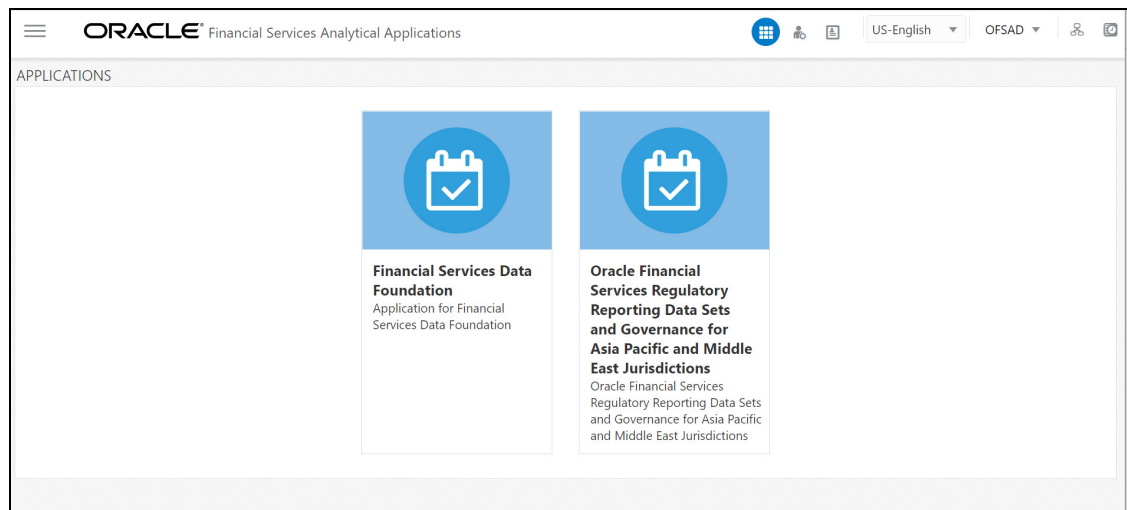 ORACLE® Financial Services Analytical Applications
US-English
OFSAD
APPLICATIONS
Financial Services Data
Foundation
Application for Financial
Services Data Foundation
Oracle Financial
Services Regulatory
Reporting Data Sets
and Governance for
Asia Pacific and Middle
East Jurisdictions
Oracle Financial Services
Regulatory Reporting Data Sets
and Governance for Asia Pacific
and Middle East Jurisdictions